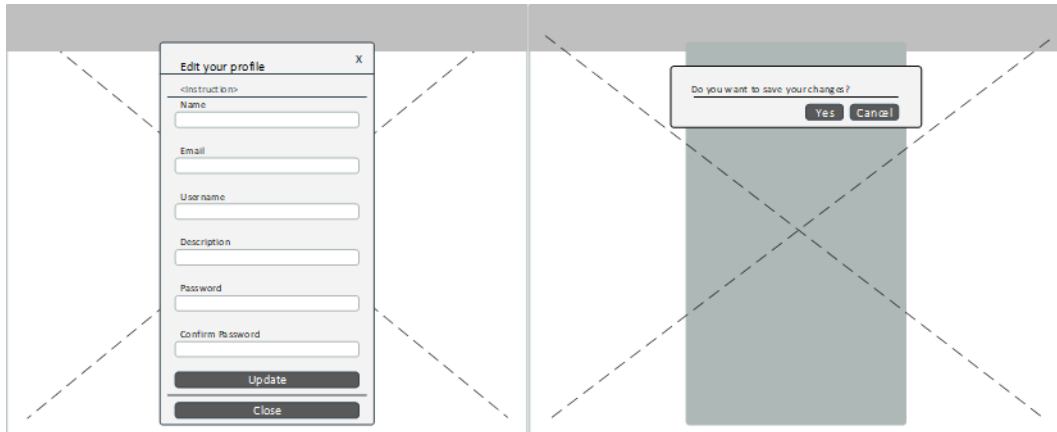 Edit your profile
X
<Instruction>
Name
Email
Username
Description
Password
Confirm Password
Update
Close
Do you want to save your changes?
Yes
Cancel